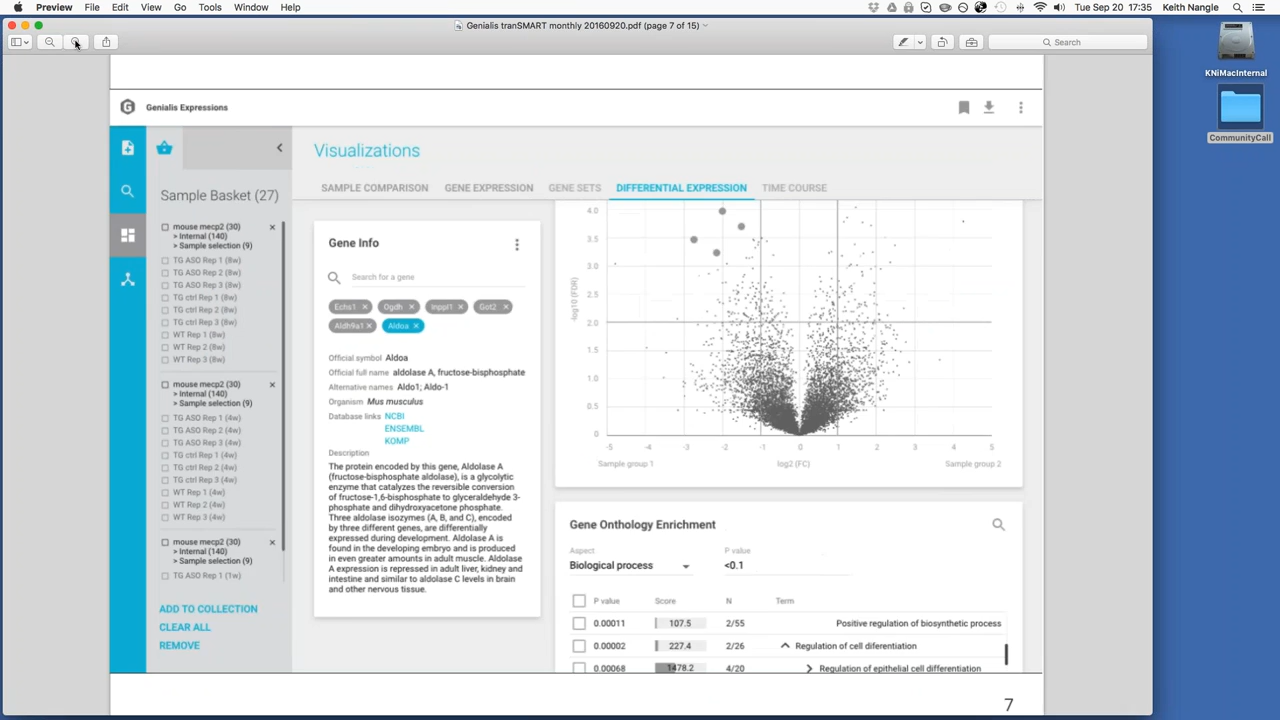 Preview File Edit View Go Tools Window Help
Tue Sep 20 17:35 Keith Nangle
Genialis tranSMART monthly 20160920.pdf (page 7 of 15)
Search
KNiMacInternal
CommunityCall
Genialis Expressions
Visualizations
SAMPLE COMPARISON GENE EXPRESSION GENE SETS DIFFERENTIAL EXPRESSION TIME COURSE
Sample Basket (27)
mouse mecp2 (30)
> Internal (140)
> Sample selection (9)
TG ASO Rep 1 (8w)
TG ASO Rep 2 (8w)
TG ASO Rep 3 (8w)
TG ctrl Rep 1 (8w)
TG ctrl Rep 2 (8w)
TG ctrl Rep 3 (8w)
WT Rep 1 (8w)
WT Rep 2 (8w)
WT Rep 3 (8w)
mouse mecp2 (30)
> Internal (140)
> Sample selection (9)
TG ASO Rep 1 (4w)
TG ASO Rep 2 (4w)
TG ASO Rep 3 (4w)
TG ctrl Rep 1 (4w)
TG ctrl Rep 2 (4w)
TG ctrl Rep 3 (4w)
WT Rep 1 (4w)
WT Rep 2 (4w)
WT Rep 3 (4w)
mouse mecp2 (30)
> Internal (140)
> Sample selection (9)
TG ASO Rep 1 (1w)
ADD TO COLLECTION
CLEAR ALL
REMOVE
Gene Info
Search for a gene
Echs1 × Ogdh × Inppl1 × Got2 ×
Aldh9a1 × Aldoa ×
Official symbol Aldoa
Official full name aldolase A, fructose-bisphosphate
Alternative names Aldo1; Aldo-1
Organism Mus musculus
Database links NCBI
ENSEMBL
KOMP
Description
The protein encoded by this gene, Aldolase A
(fructose-bisphosphate aldolase), is a glycolytic
enzyme that catalyzes the reversible conversion
of fructose-1,6-bisphosphate to glyceraldehyde 3-
phosphate and dihydroxyacetone phosphate.
Three aldolase isozymes (A, B, and C), encoded
by three different genes, are differentially
expressed during development. Aldolase A is
found in the developing embryo and is produced
in even greater amounts in adult muscle. Aldolase
A expression is repressed in adult liver, kidney and
intestine and similar to aldolase C levels in brain
and other nervous tissue.
-log10 (FDR)
4.0
3.5
3.0
2.5
2.0
1.5
1.0
0.5
0
-5 -4 -3 -2 -1 0 1 2 3 4 5
Sample group 1 log2 (FC) Sample group 2
Gene Onthology Enrichment
Aspect P value
Biological process <0.1
P value Score N Term
0.00011 107.5 2/55 Positive regulation of biosynthetic process
0.00002 227.4 2/26 Regulation of cell diferentiation
0.00068 1478.2 4/20 Regulation of epithelial cell differentiation
7